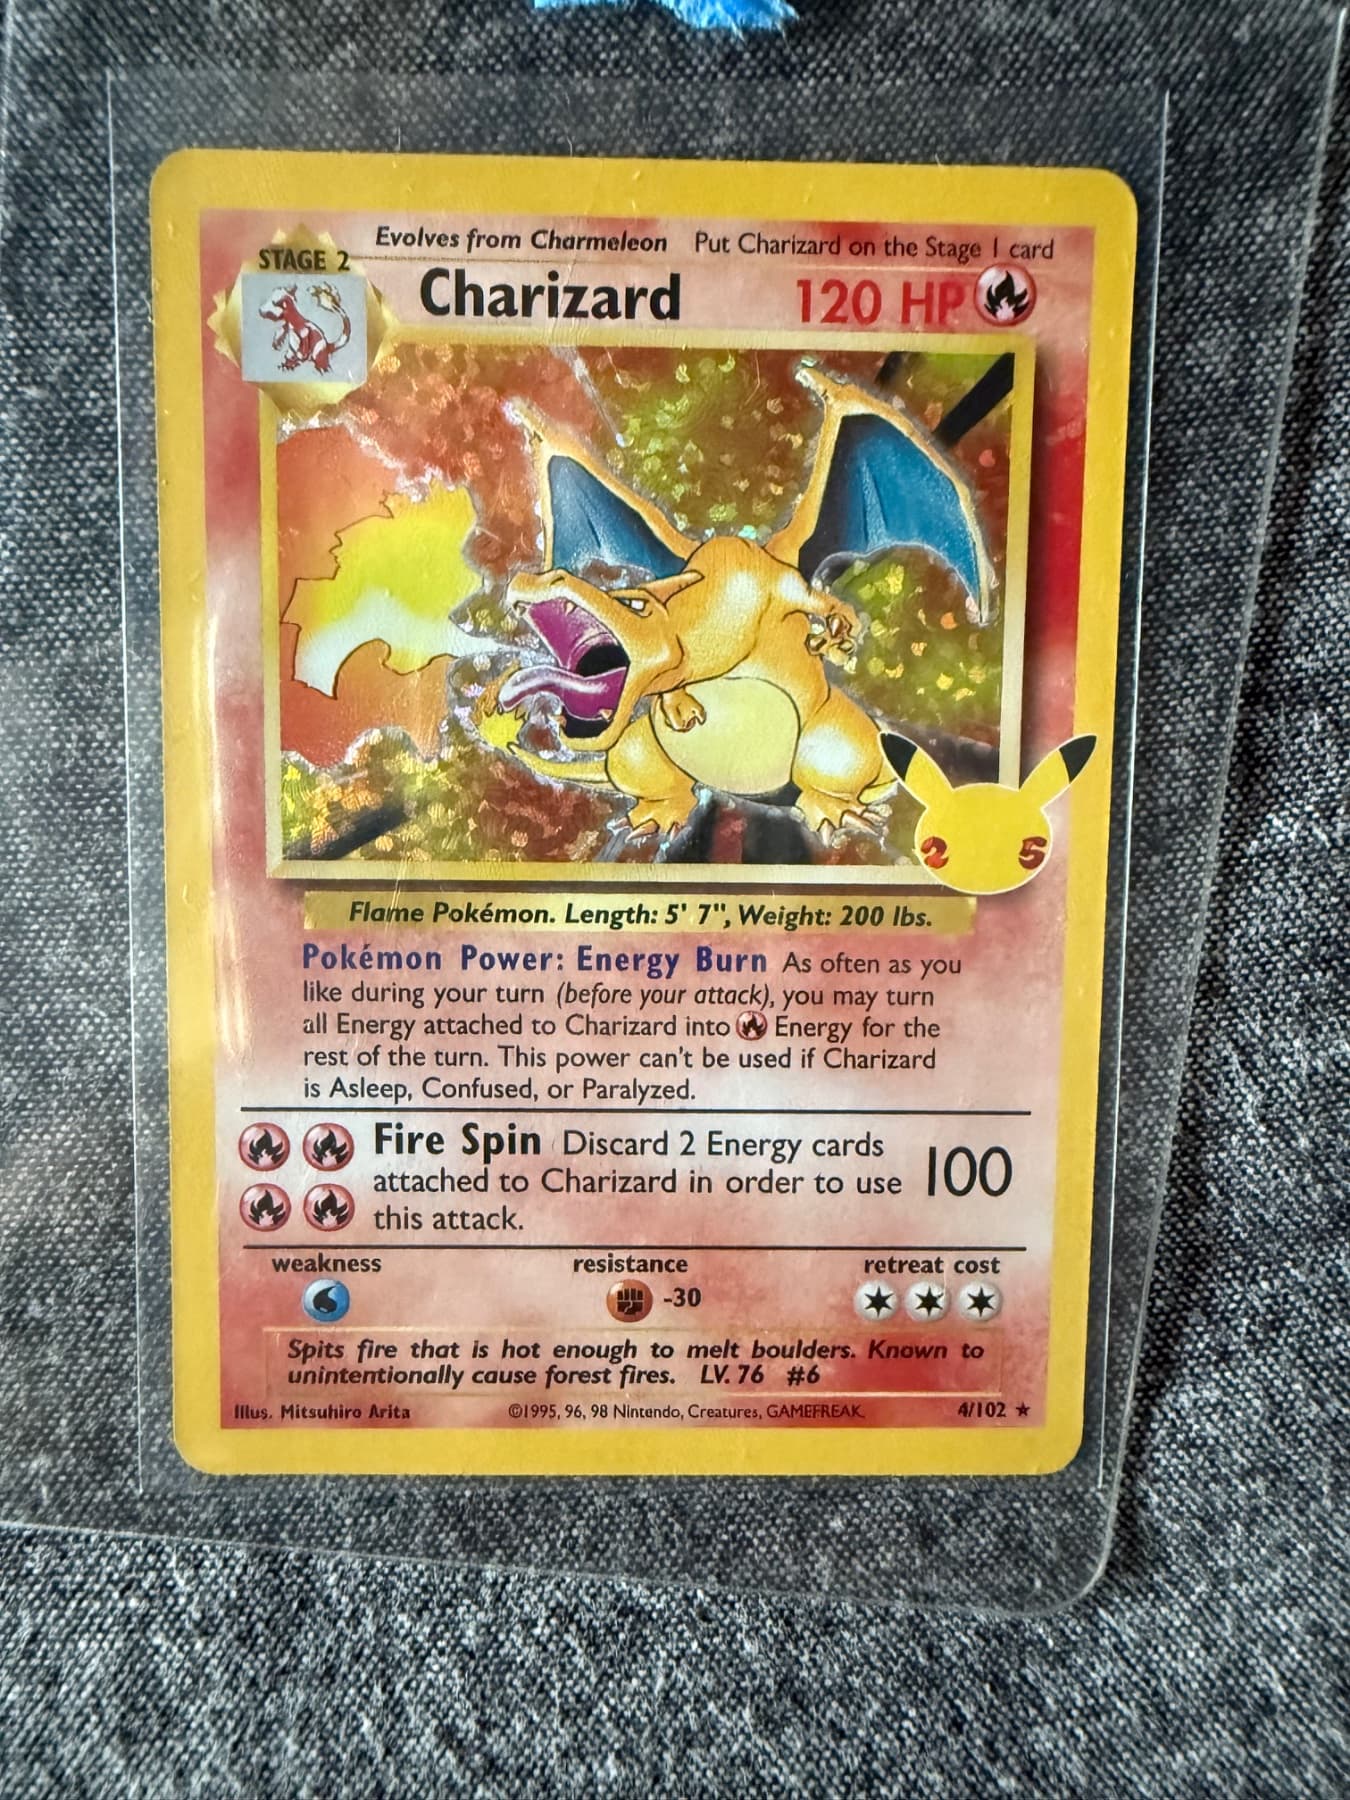 Evolves from Charmeleon Put Charizard on the Stage 1 card
STAGE 2
Charizard 120 HP
25
Flame Pokémon. Length: 5' 7", Weight: 200 lbs.
Pokémon Power: Energy Burn As often as you
like during your turn (before your attack), you may turn
all Energy attached to Charizard into Energy for the
rest of the turn. This power can't be used if Charizard
is Asleep, Confused, or Paralyzed.
Fire Spin Discard 2 Energy cards
attached to Charizard in order to use 100
this attack.
weakness resistance retreat cost
-30
Spits fire that is hot enough to melt boulders. Known to
unintentionally cause forest fires. LV. 76 #6
Illus. Mitsuhiro Arita ©1995, 96, 98 Nintendo, Creatures, GAMEFREAK. 4/102 ★